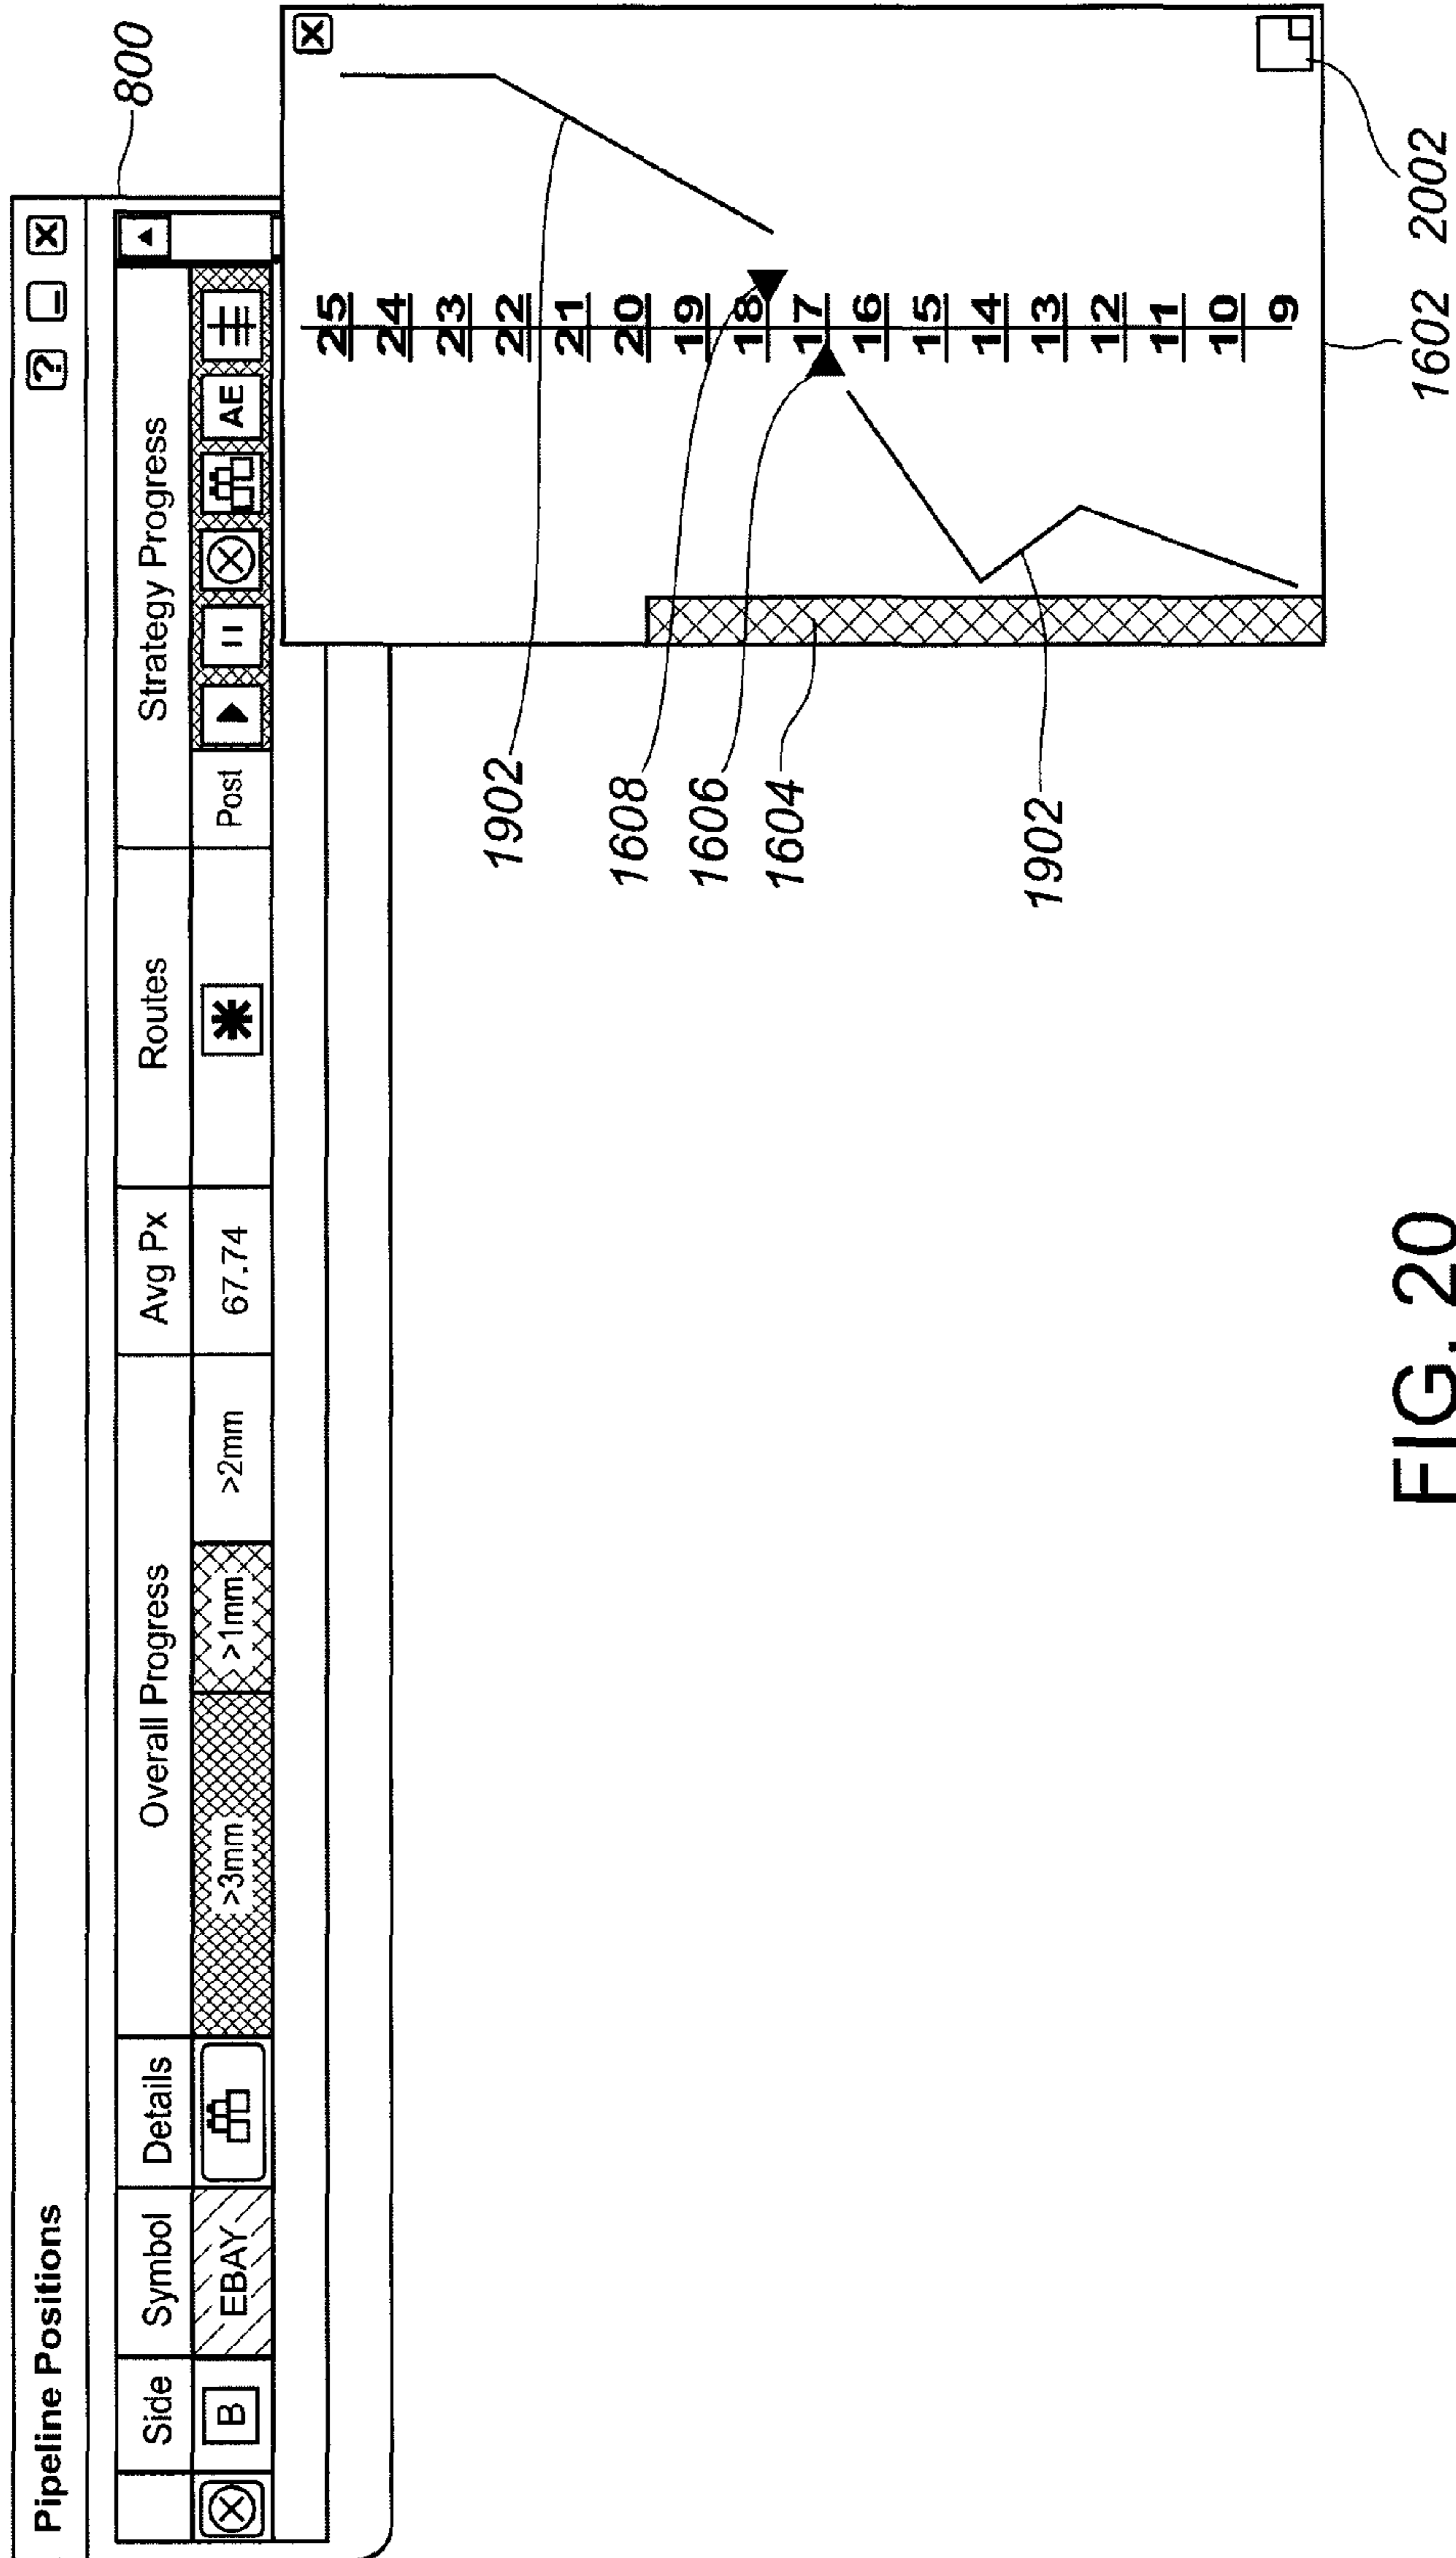 Pipeline Positions
?
_
X
800
Side
Symbol
Details
Overall Progress
Avg Px
Routes
Strategy Progress
B
EBAY
>3mm
>1mm
>2mm
67.74
Post
AE
X
25
24
23
22
21
20
19
18
17
16
15
14
13
12
11
10
9
1902
1608
1606
1604
1902
1602
2002
FIG. 20